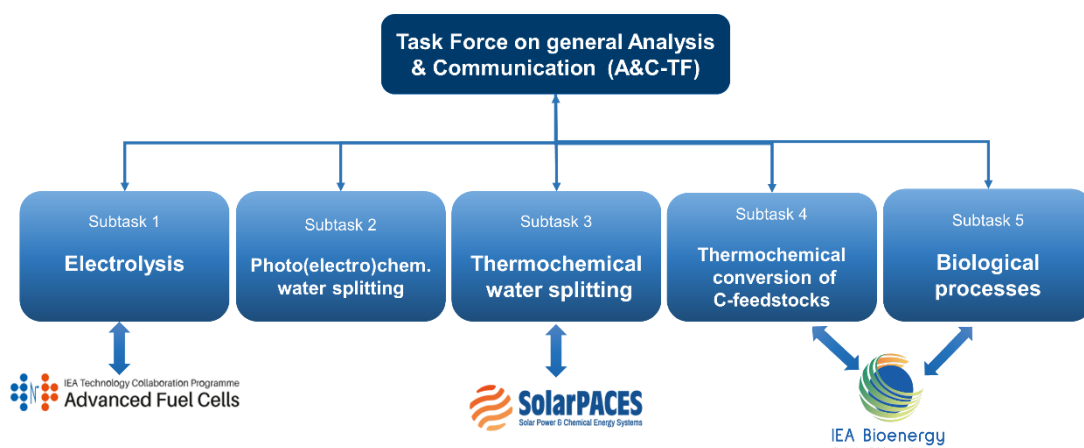 Task Force on general Analysis
& Communication (A&C-TF)
Subtask 1
Electrolysis
Subtask 2
Photo(electro)chem.
water splitting
Subtask 3
Thermochemical
water splitting
Subtask 4
Thermochemical
conversion of
C-feedstocks
Subtask 5
Biological
processes
IEA Technology Collaboration Programme
Advanced Fuel Cells
SolarPACES
Solar Power & Chemical Energy Systems
IEA Bioenergy